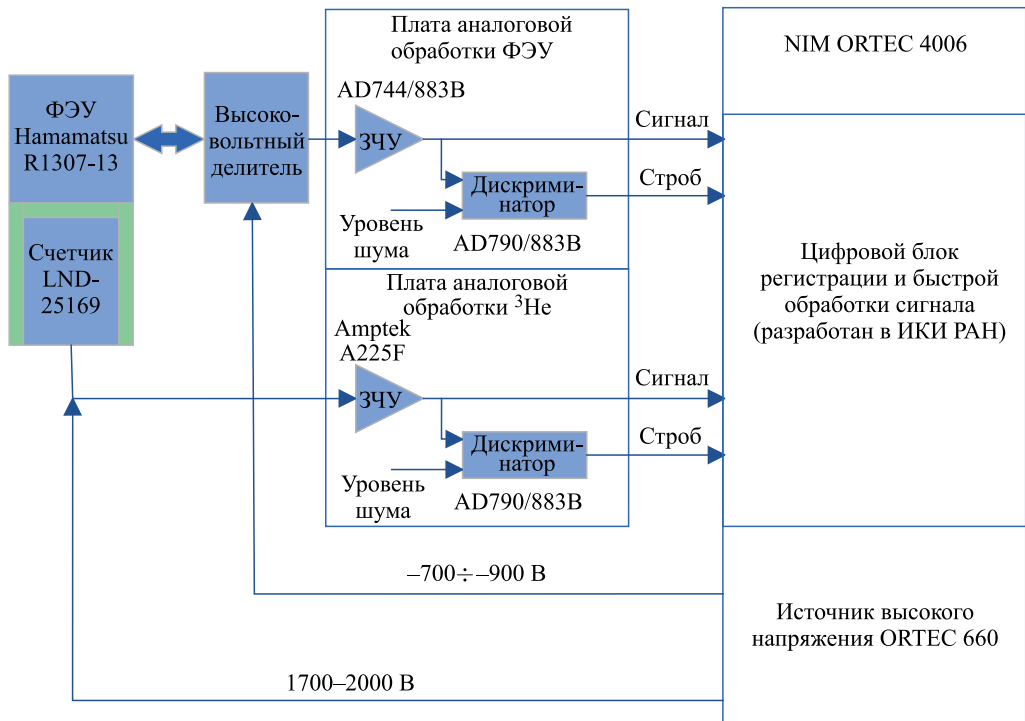 ФЭУ
Hamamatsu
R1307-13
Счетчик
LND-
25169
Высоко-
вольтный
делитель
Плата аналоговой
обработки ФЭУ
AD744/883B
ЗЧУ
Дискрими-
натор
Уровень
шума
AD790/883B
Сигнал
Строб
Плата аналоговой
обработки ³He
Amptek
A225F
ЗЧУ
Дискрими-
натор
Уровень
шума
AD790/883B
Сигнал
Строб
NIM ORTEC 4006
Цифровой блок
регистрации и быстрой
обработки сигнала
(разработан в ИКИ РАН)
Источник высокого
напряжения ORTEC 660
–700÷–900 В
1700–2000 В